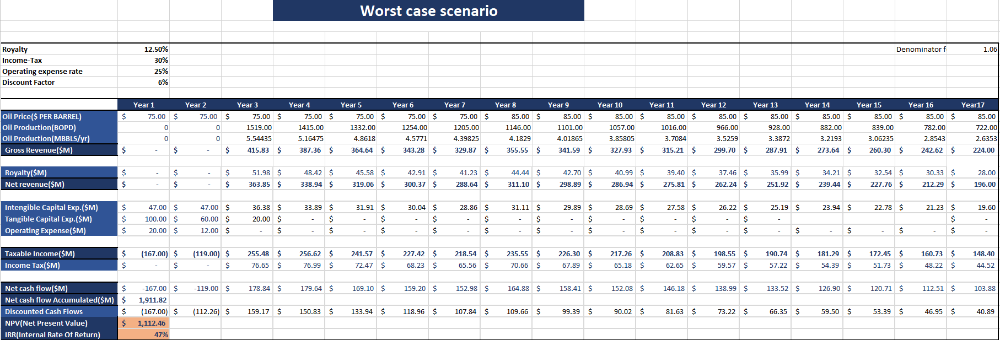 Worst case scenario
Royalty 12.50% Denominator f 1.06
Income-Tax 30%
Operating expense rate 25%
Discount Factor 6%
Year 1 Year 2 Year 3 Year 4 Year 5 Year 6 Year 7 Year 8 Year 9 Year 10 Year 11 Year 12 Year 13 Year 14 Year 15 Year 16 Year17
Oil Price($ PER BARREL) $ 75.00 $ 75.00 $ 75.00 $ 75.00 $ 75.00 $ 75.00 $ 75.00 $ 85.00 $ 85.00 $ 85.00 $ 85.00 $ 85.00 $ 85.00 $ 85.00 $ 85.00 $ 85.00 $ 85.00
Oil Production(BOPD) 0 0 1519.00 1415.00 1332.00 1254.00 1205.00 1146.00 1101.00 1057.00 1016.00 966.00 928.00 882.00 839.00 782.00 722.00
Oil Production(MBBLS/yr) 0 0 5.54435 5.16475 4.8618 4.5771 4.39825 4.1829 4.01865 3.85805 3.7084 3.5259 3.3872 3.2193 3.06235 2.8543 2.6353
Gross Revenue($M) $ - $ - $ 415.83 $ 387.36 $ 364.64 $ 343.28 $ 329.87 $ 355.55 $ 341.59 $ 327.93 $ 315.21 $ 299.70 $ 287.91 $ 273.64 $ 260.30 $ 242.62 $ 224.00
Royalty($M) $ - $ - $ 51.98 $ 48.42 $ 45.58 $ 42.91 $ 41.23 $ 44.44 $ 42.70 $ 40.99 $ 39.40 $ 37.46 $ 35.99 $ 34.21 $ 32.54 $ 30.33 $ 28.00
Net revenue($M) $ - $ - $ 363.85 $ 338.94 $ 319.06 $ 300.37 $ 288.64 $ 311.10 $ 298.89 $ 286.94 $ 275.81 $ 262.24 $ 251.92 $ 239.44 $ 227.76 $ 212.29 $ 196.00
Intengible Capital Exp.($M) $ 47.00 $ 47.00 $ 36.38 $ 33.89 $ 31.91 $ 30.04 $ 28.86 $ 31.11 $ 29.89 $ 28.69 $ 27.58 $ 26.22 $ 25.19 $ 23.94 $ 22.78 $ 21.23 $ 19.60
Tangible Capital Exp.($M) $ 100.00 $ 60.00 $ 20.00 $ - $ - $ - $ - $ - $ - $ - $ - $ - $ - $ -
Operating Expense($M) $ 20.00 $ 12.00 $ - $ - $ - $ - $ - $ - $ - $ - $ - $ - $ - $ - $ - $ - $ -
Taxable Income($M) $ (167.00) $ (119.00) $ 255.48 $ 256.62 $ 241.57 $ 227.42 $ 218.54 $ 235.55 $ 226.30 $ 217.26 $ 208.83 $ 198.55 $ 190.74 $ 181.29 $ 172.45 $ 160.73 $ 148.40
Income Tax($M) $ - $ - $ 76.65 $ 76.99 $ 72.47 $ 68.23 $ 65.56 $ 70.66 $ 67.89 $ 65.18 $ 62.65 $ 59.57 $ 57.22 $ 54.39 $ 51.73 $ 48.22 $ 44.52
Net cash flow($M) $ -167.00 $ -119.00 $ 178.84 $ 179.64 $ 169.10 $ 159.20 $ 152.98 $ 164.88 $ 158.41 $ 152.08 $ 146.18 $ 138.99 $ 133.52 $ 126.90 $ 120.71 $ 112.51 $ 103.88
Net cash flow Accumulated($M) $ 1,911.82
Discounted Cash Flows $ (167.00) $ (112.26) $ 159.17 $ 150.83 $ 133.94 $ 118.96 $ 107.84 $ 109.66 $ 99.39 $ 90.02 $ 81.63 $ 73.22 $ 66.35 $ 59.50 $ 53.39 $ 46.95 $ 40.89
NPV(Net Present Value) $ 1,112.46
IRR(Internal Rate Of Return) 47%